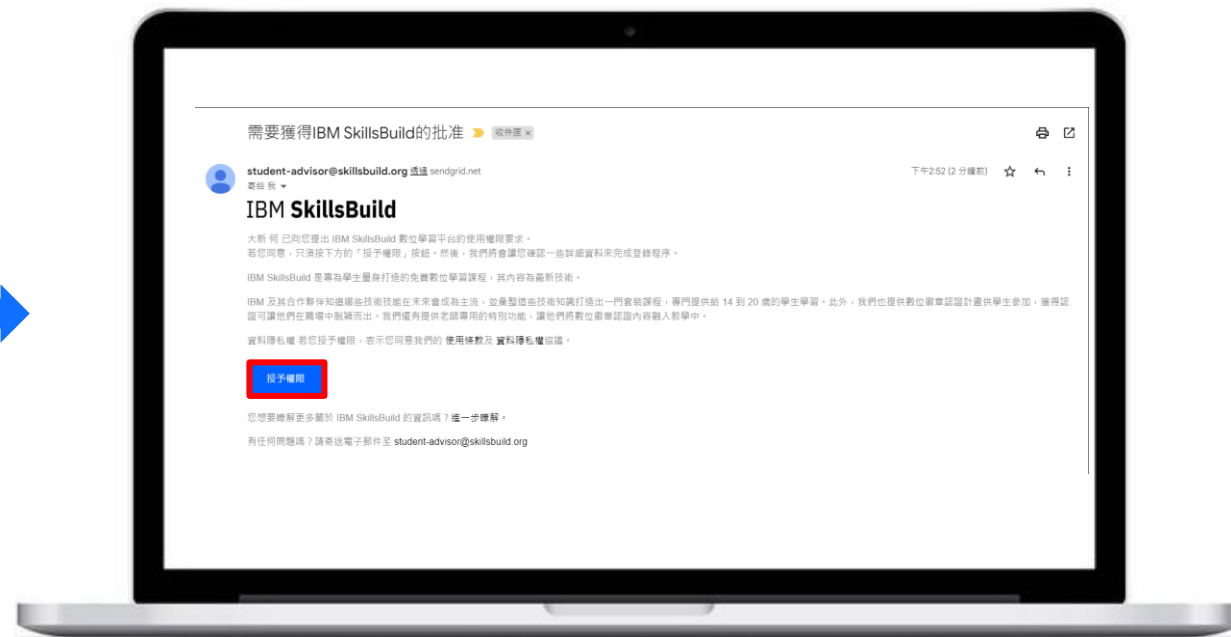 需要獲得IBM SkillsBuild的批准 收件匣 ×
student-advisor@skillsbuild.org 透過 sendgrid.net
下午2:52 (2 分鐘前)
寄給 我
IBM SkillsBuild
大新 何 已向您提出 IBM SkillsBuild 數位學習平台的使用權限要求。
若您同意，只須按下方的「授予權限」按鈕。然後，我們將會讓您確認一些詳細資料來完成登錄程序。
IBM SkillsBuild 是專為學生量身打造的免費數位學習課程，其內容為最新技術。
IBM 及其合作夥伴知道哪些技術技能在未來會成為主流，並彙整這些技術知識打造出一門套裝課程，專門提供給 14 到 20 歲的學生學習。此外，我們也提供數位徽章認證計畫供學生參加，獲得認
證可讓他們在職場中脫穎而出。我們還有提供老師專用的特別功能，讓他們將數位徽章認證內容融入教學中。
資料隱私權 若您授予權限，表示您同意我們的 使用條款及 資料隱私權協議。
授予權限
您想要瞭解更多關於 IBM SkillsBuild 的資訊嗎？進一步瞭解。
有任何問題嗎？請寄送電子郵件至 student-advisor@skillsbuild.org